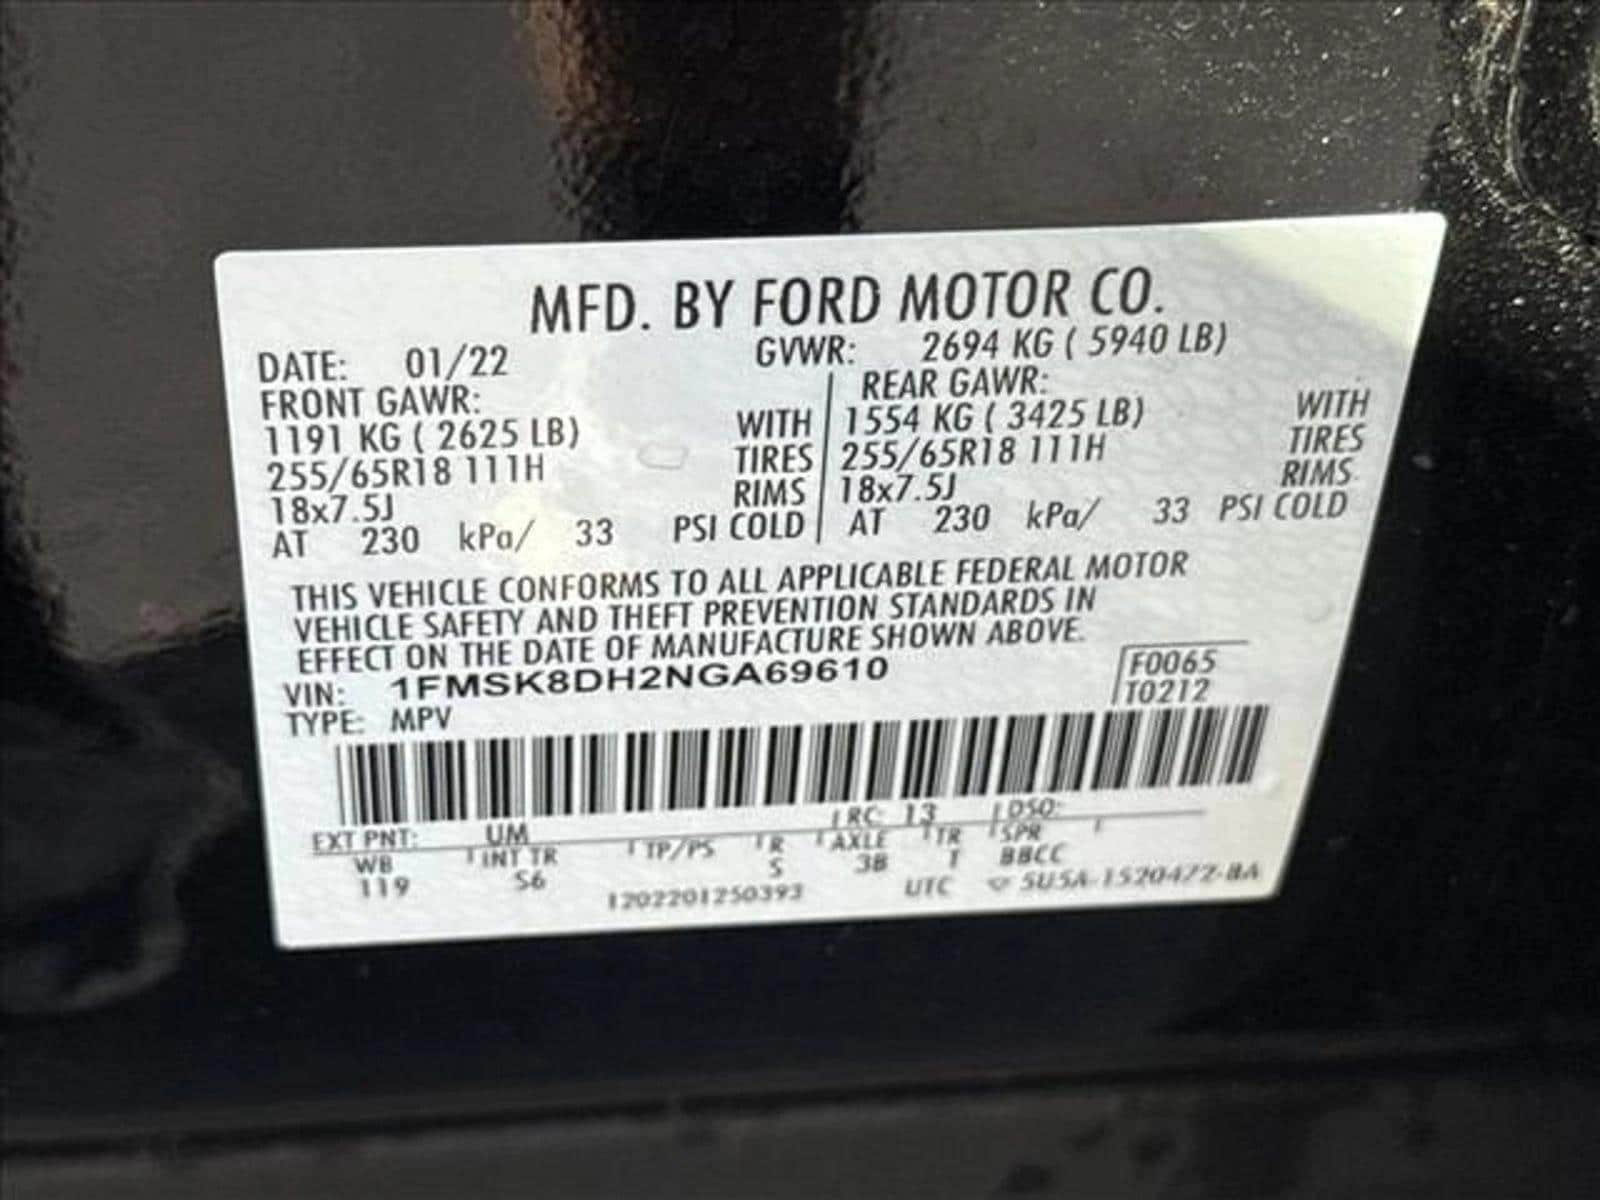 MFD. BY FORD MOTOR CO.
DATE: 01/22 GVWR: 2694 KG ( 5940 LB)
FRONT GAWR: REAR GAWR:
1191 KG ( 2625 LB) WITH 1554 KG ( 3425 LB) WITH
255/65R18 111H TIRES 255/65R18 111H TIRES
18x7.5J RIMS 18x7.5J RIMS
AT 230 kPa/ 33 PSI COLD AT 230 kPa/ 33 PSI COLD
THIS VEHICLE CONFORMS TO ALL APPLICABLE FEDERAL MOTOR
VEHICLE SAFETY AND THEFT PREVENTION STANDARDS IN
EFFECT ON THE DATE OF MANUFACTURE SHOWN ABOVE.
VIN: 1FMSK8DH2NGA69610 F0065
TYPE: MPV T0212
EXT PNT: UM RC: 13 DSO:
WB INT TR TP/PS R AXLE TR SPR
119 S6 S 3B T BBCC
1202201250393 UTC 5U5A-1520472-BA